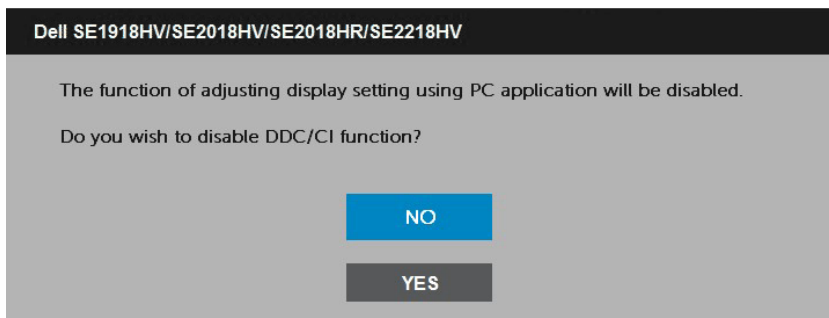 Dell SE1918HV/SE2018HV/SE2018HR/SE2218HV
The function of adjusting display setting using PC application will be disabled.
Do you wish to disable DDC/CI function?
NO
YES